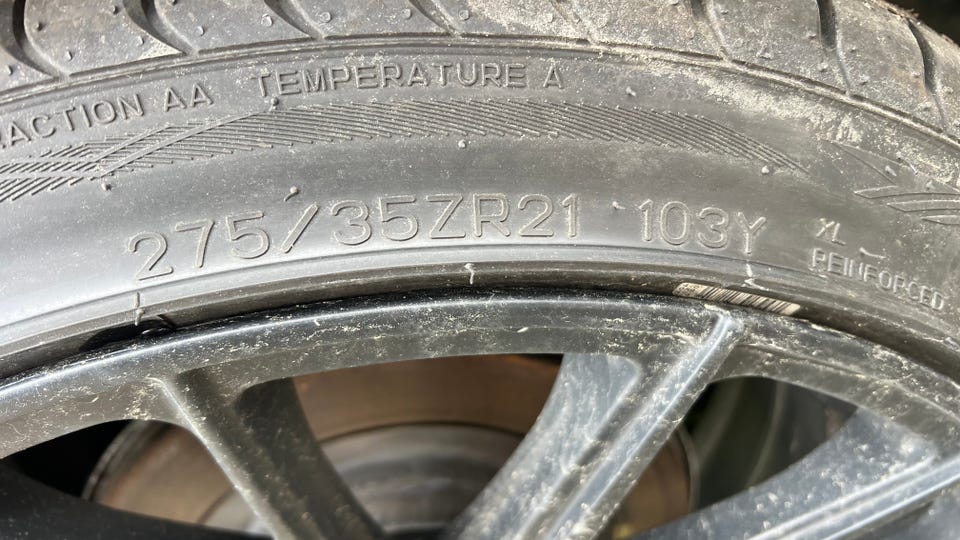 RACTION AA TEMPERATURE A
275/35ZR21 103Y XL
REINFORCED